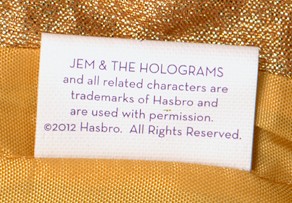 JEM & THE HOLOGRAMS
and all related characters are
trademarks of Hasbro and
are used with permission.
©2012 Hasbro. All Rights Reserved.